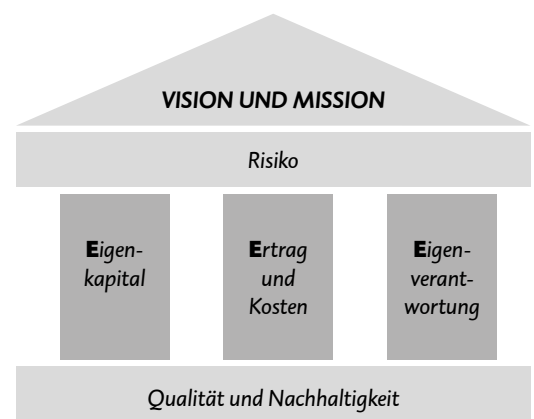 VISION UND MISSION
Risiko
Eigen-
kapital
Ertrag
und
Kosten
Eigen-
verant-
wortung
Qualität und Nachhaltigkeit